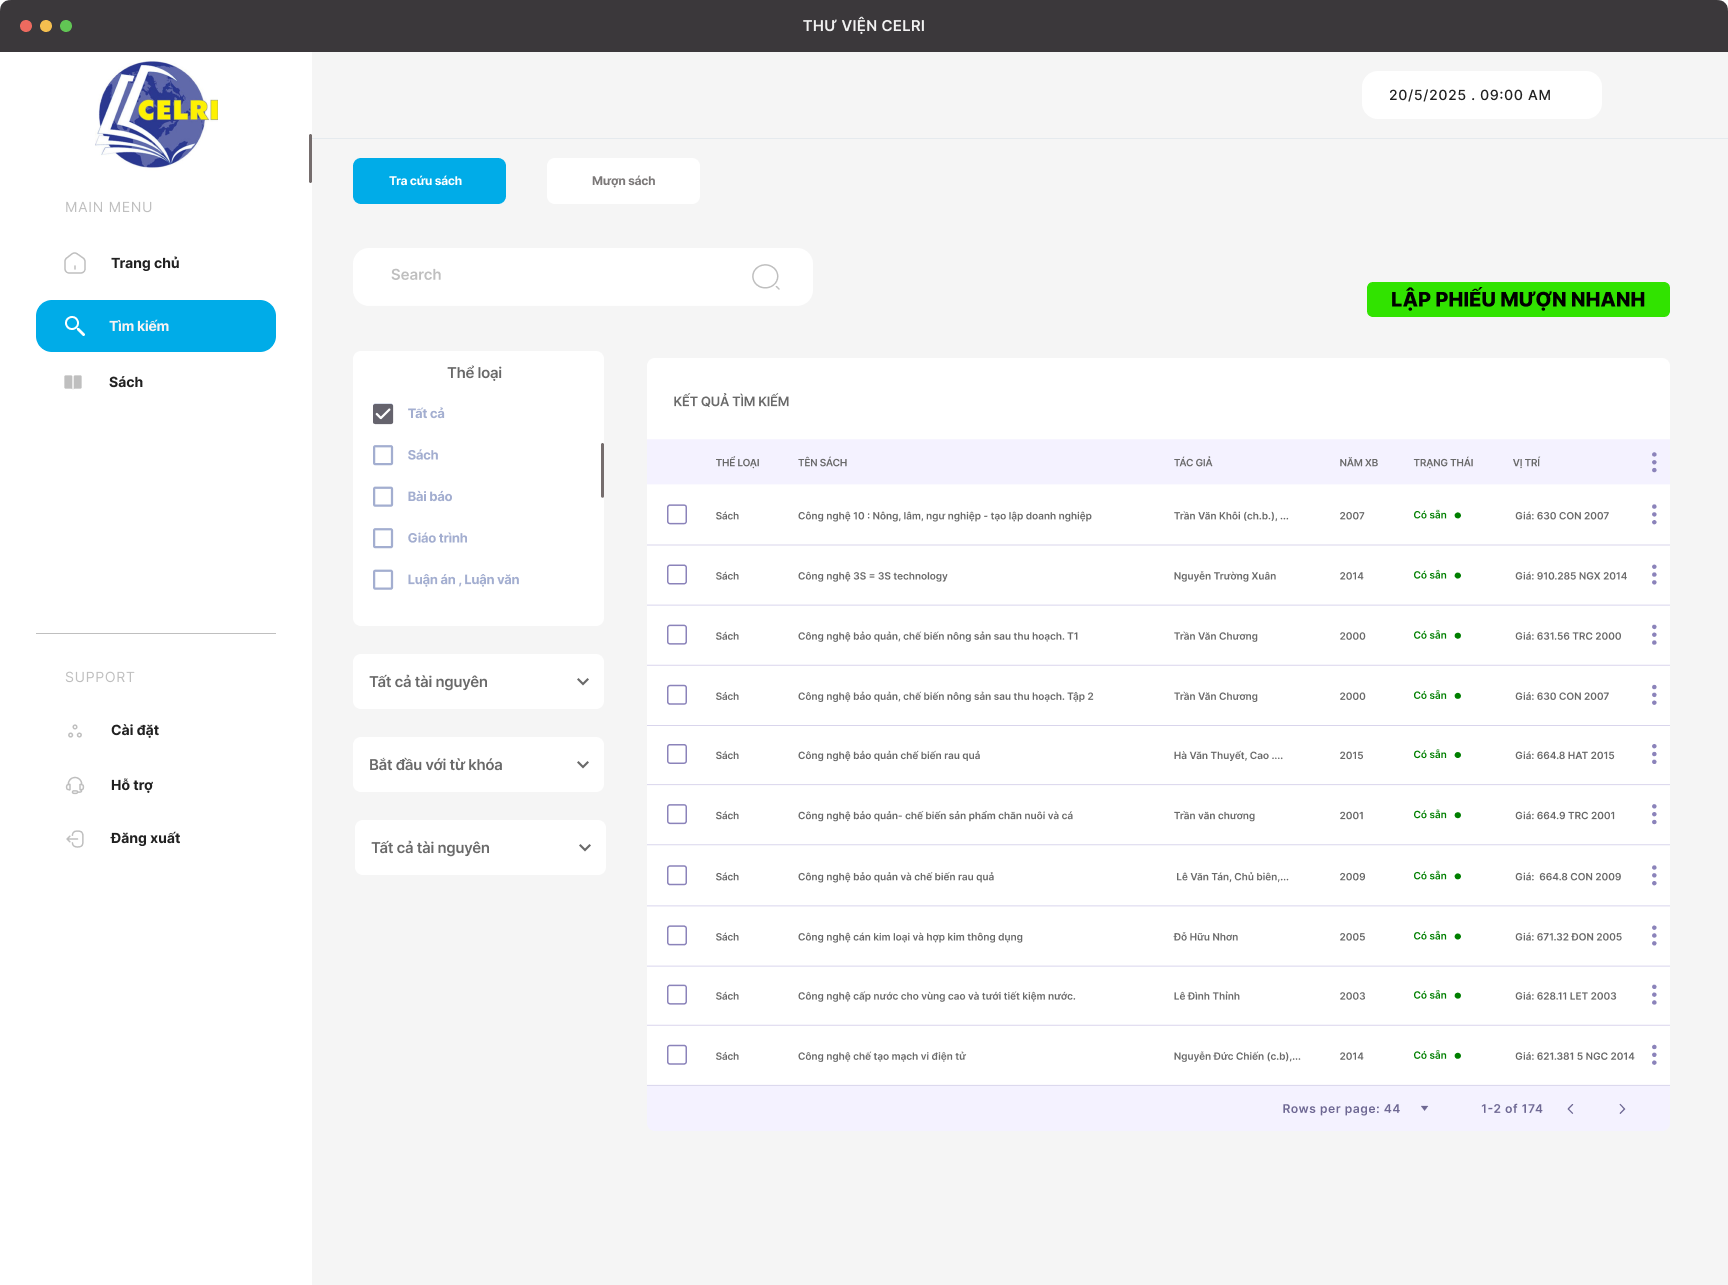 THƯ VIỆN CELRI
CELRI
20/5/2025 . 09:00 AM
MAIN MENU
Trang chủ
Tìm kiếm
Sách
SUPPORT
Cài đặt
Hỗ trợ
Đăng xuất
Tra cứu sách
Mượn sách
Search
LẬP PHIẾU MƯỢN NHANH
Thể loại
Tất cả
Sách
Bài báo
Giáo trình
Luận án , Luận văn
Tất cả tài nguyên
Bắt đầu với từ khóa
Tất cả tài nguyên
KẾT QUẢ TÌM KIẾM
THỂ LOẠI TÊN SÁCH TÁC GIẢ NĂM XB TRẠNG THÁI VỊ TRÍ
Sách Công nghệ 10 : Nông, lâm, ngư nghiệp - tạo lập doanh nghiệp Trần Văn Khôi (ch.b.), ... 2007 Có sẵn Giá: 630 CON 2007
Sách Công nghệ 3S = 3S technology Nguyễn Trường Xuân 2014 Có sẵn Giá: 910.285 NGX 2014
Sách Công nghệ bảo quản, chế biến nông sản sau thu hoạch. T1 Trần Văn Chương 2000 Có sẵn Giá: 631.56 TRC 2000
Sách Công nghệ bảo quản, chế biến nông sản sau thu hoạch. Tập 2 Trần Văn Chương 2000 Có sẵn Giá: 630 CON 2007
Sách Công nghệ bảo quản chế biến rau quả Hà Văn Thuyết, Cao .... 2015 Có sẵn Giá: 664.8 HAT 2015
Sách Công nghệ bảo quản- chế biến sản phẩm chăn nuôi và cá Trần văn chương 2001 Có sẵn Giá: 664.9 TRC 2001
Sách Công nghệ bảo quản và chế biến rau quả Lê Văn Tán, Chủ biên,... 2009 Có sẵn Giá: 664.8 CON 2009
Sách Công nghệ cán kim loại và hợp kim thông dụng Đỗ Hữu Nhơn 2005 Có sẵn Giá: 671.32 ĐON 2005
Sách Công nghệ cấp nước cho vùng cao và tưới tiết kiệm nước. Lê Đình Thỉnh 2003 Có sẵn Giá: 628.11 LET 2003
Sách Công nghệ chế tạo mạch vi điện tử Nguyễn Đức Chiến (c.b),... 2014 Có sẵn Giá: 621.381 5 NGC 2014
Rows per page: 44 1-2 of 174